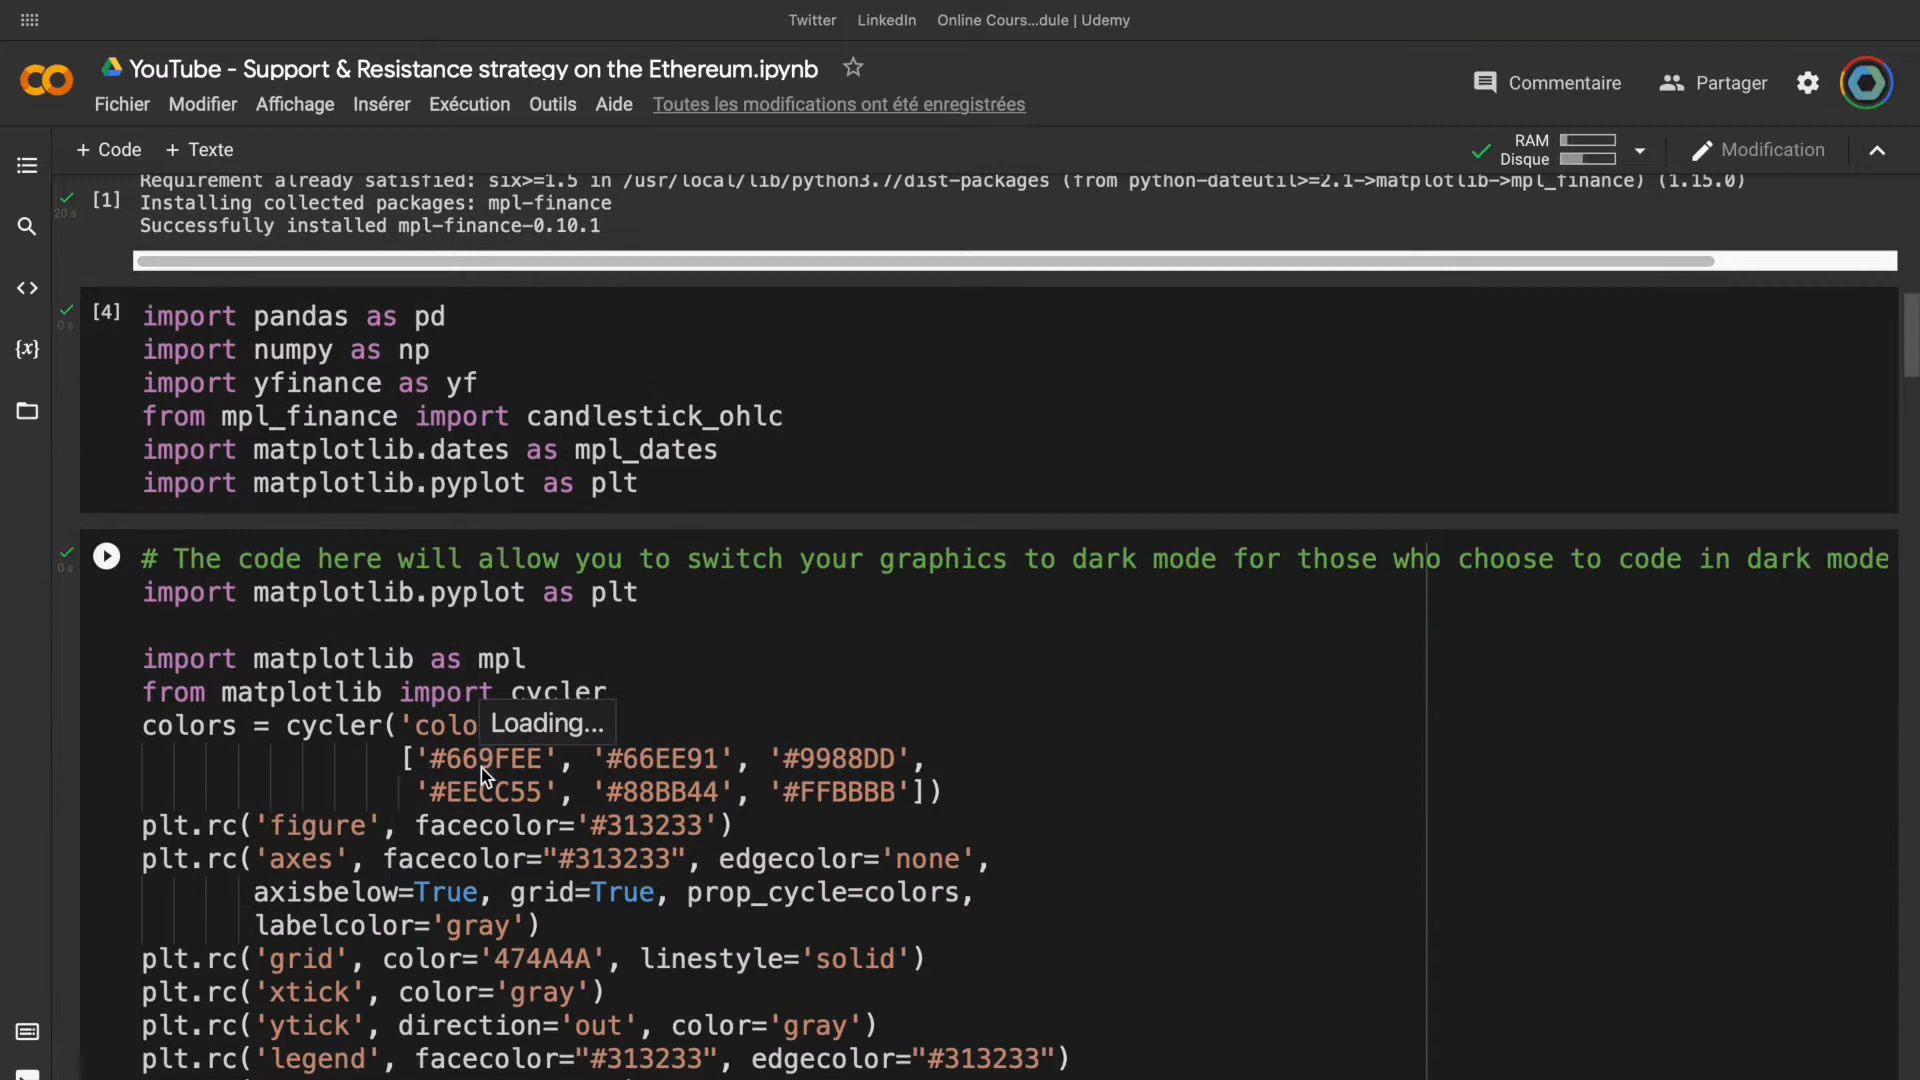 Twitter LinkedIn Online Cours...dule | Udemy
YouTube - Support & Resistance strategy on the Ethereum.ipynb
Commentaire Partager
Fichier Modifier Affichage Insérer Exécution Outils Aide Toutes les modifications ont été enregistrées
+ Code + Texte
RAM
Disque
Modification
Requirement already satisfied: six>=1.5 in /usr/local/lib/python3.7/dist-packages (from python-dateutil>=2.1->matplotlib->mpl_finance) (1.15.0)
20 s
[1] Installing collected packages: mpl-finance
Successfully installed mpl-finance-0.10.1
0 s
[4] import pandas as pd
import numpy as np
import yfinance as yf
from mpl_finance import candlestick_ohlc
import matplotlib.dates as mpl_dates
import matplotlib.pyplot as plt
0 s
# The code here will allow you to switch your graphics to dark mode for those who choose to code in dark mode
import matplotlib.pyplot as plt
import matplotlib as mpl
from matplotlib import cycler
colors = cycler('colo
Loading...
['#669FEE', '#66EE91', '#9988DD',
'#EECC55', '#88BB44', '#FFBBBB'])
plt.rc('figure', facecolor='#313233')
plt.rc('axes', facecolor="#313233", edgecolor='none',
axisbelow=True, grid=True, prop_cycle=colors,
labelcolor='gray')
plt.rc('grid', color='474A4A', linestyle='solid')
plt.rc('xtick', color='gray')
plt.rc('ytick', direction='out', color='gray')
plt.rc('legend', facecolor="#313233", edgecolor="#313233")